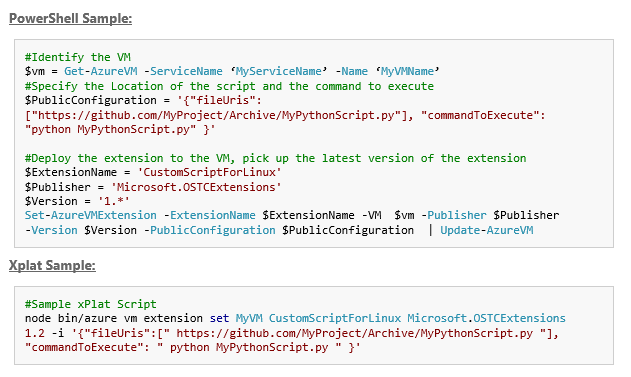 PowerShell Sample:
#Identify the VM
$vm = Get-AzureVM -ServiceName ‘MyServiceName’ -Name ‘MyVMName’
#Specify the Location of the script and the command to execute
$PublicConfiguration = '{"fileUris":
["https://github.com/MyProject/Archive/MyPythonScript.py"], "commandToExecute":
"python MyPythonScript.py" }'
#Deploy the extension to the VM, pick up the latest version of the extension
$ExtensionName = 'CustomScriptForLinux'
$Publisher = 'Microsoft.OSTCExtensions'
$Version = '1.*'
Set-AzureVMExtension -ExtensionName $ExtensionName -VM  $vm -Publisher $Publisher
-Version $Version -PublicConfiguration $PublicConfiguration  | Update-AzureVM
Xplat Sample:
#Sample xPlat Script
node bin/azure vm extension set MyVM CustomScriptForLinux Microsoft.OSTCExtensions
1.2 -i '{"fileUris":[" https://github.com/MyProject/Archive/MyPythonScript.py "],
"commandToExecute": " python MyPythonScript.py " }'